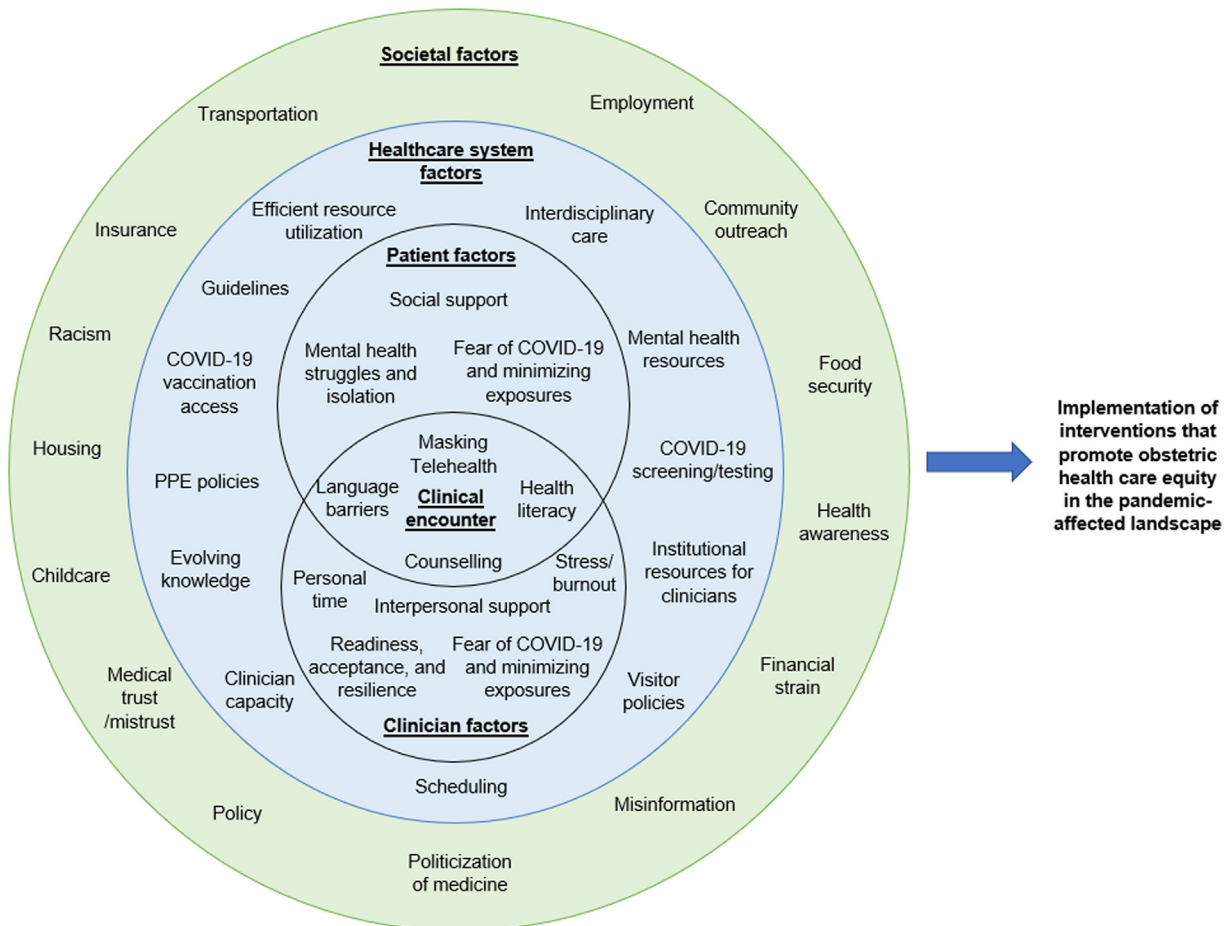 Societal factors
Transportation
Employment
Healthcare system
factors
Efficient resource
utilization
Interdisciplinary
care
Community
outreach
Insurance
Patient factors
Guidelines
Social support
Racism
COVID-19
vaccination
access
Mental health
struggles and
isolation
Fear of COVID-19
and minimizing
exposures
Mental health
resources
Food
security
Housing
Masking
Telehealth
COVID-19
screening/testing
PPE policies
Language
barriers
Clinical
encounter
Health
literacy
Health
awareness
Evolving
knowledge
Counselling
Stress/
burnout
Institutional
resources for
clinicians
Childcare
Personal
time
Interpersonal support
Readiness,
acceptance, and
resilience
Fear of COVID-19
and minimizing
exposures
Medical
trust
/mistrust
Clinician
capacity
Visitor
policies
Financial
strain
Clinician factors
Scheduling
Policy
Misinformation
Politicization
of medicine
Implementation of
interventions that
promote obstetric
health care equity
in the pandemic-
affected landscape